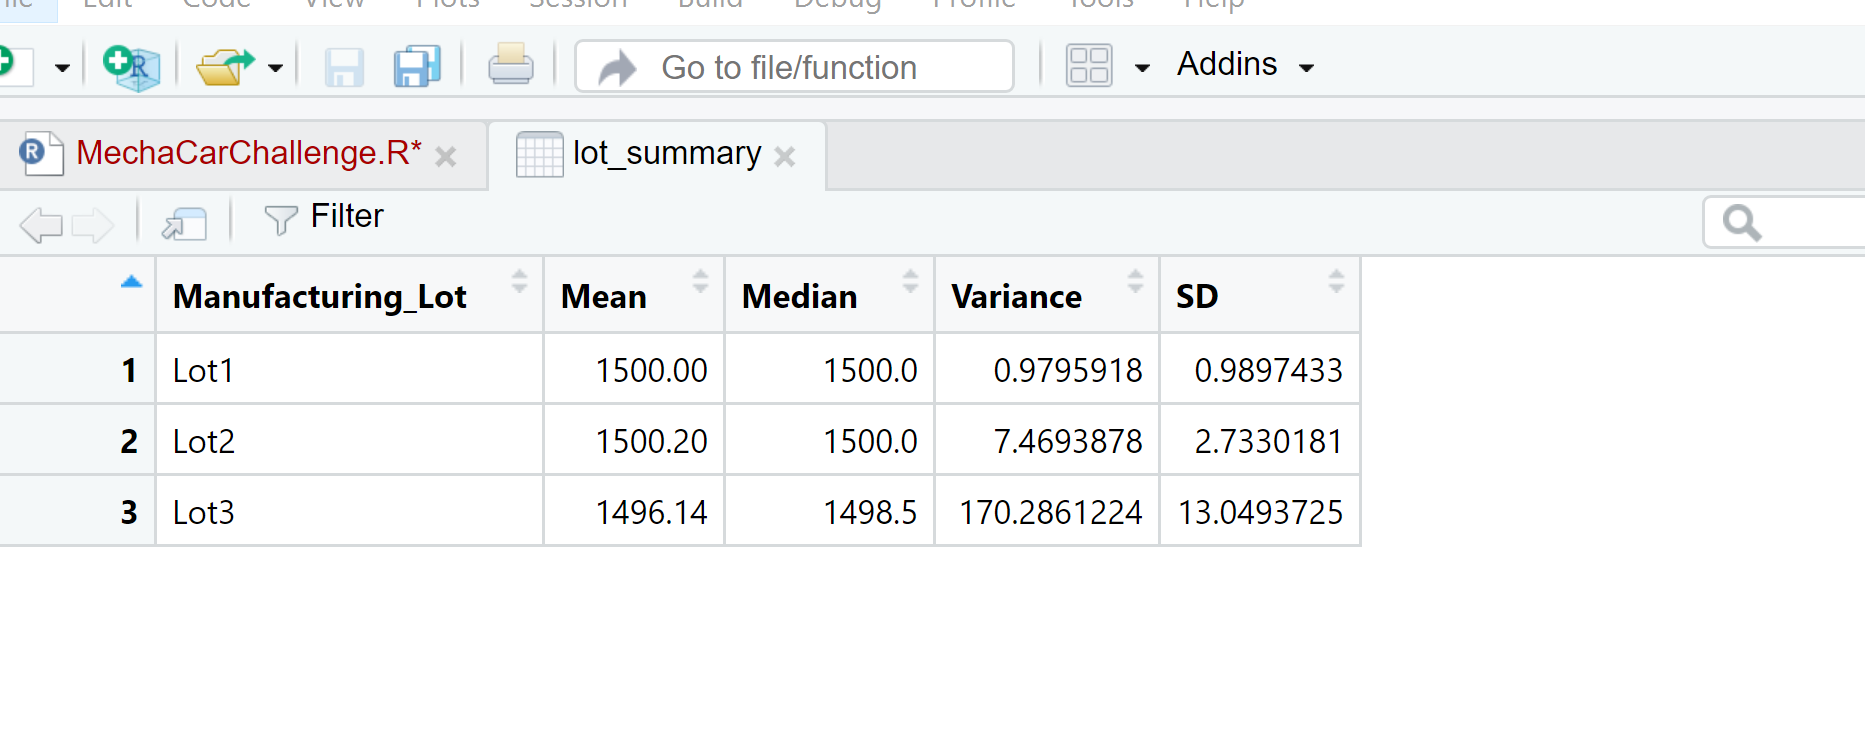 File Edit Code View Plots Session Build Debug Profile Tools Help
R Go to file/function Addins
R MechaCarChallenge.R* lot_summary
Filter
Manufacturing_Lot Mean Median Variance SD
1 Lot1 1500.00 1500.0 0.9795918 0.9897433
2 Lot2 1500.20 1500.0 7.4693878 2.7330181
3 Lot3 1496.14 1498.5 170.2861224 13.0493725